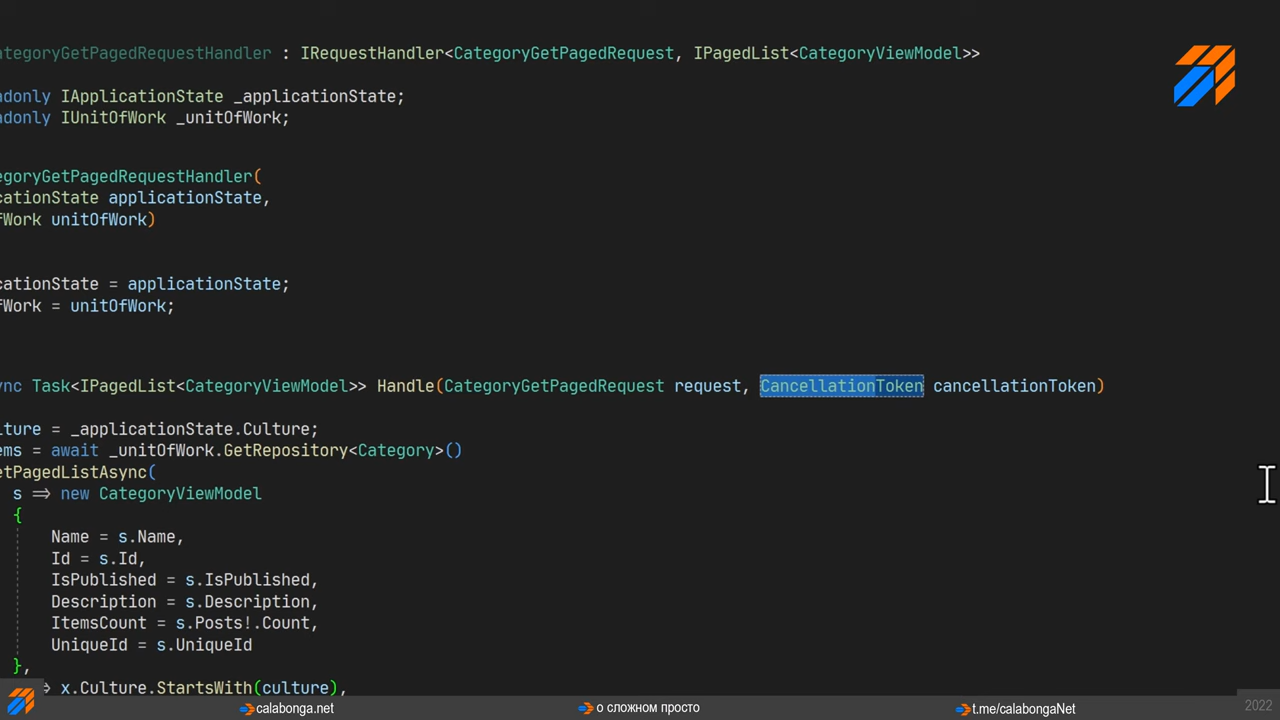 ategoryGetPagedRequestHandler : IRequestHandler<CategoryGetPagedRequest, IPagedList<CategoryViewModel>>
adonly IApplicationState _applicationState;
adonly IUnitOfWork _unitOfWork;
egoryGetPagedRequestHandler(
cationState applicationState,
fWork unitOfWork)
cationState = applicationState;
fWork = unitOfWork;
ync Task<IPagedList<CategoryViewModel>> Handle(CategoryGetPagedRequest request, CancellationToken cancellationToken)
lture = _applicationState.Culture;
ems = await _unitOfWork.GetRepository<Category>()
etPagedListAsync(
s => new CategoryViewModel
{
Name = s.Name,
Id = s.Id,
IsPublished = s.IsPublished,
Description = s.Description,
ItemsCount = s.Posts!.Count,
UniqueId = s.UniqueId
},
=> x.Culture.StartsWith(culture),
calabonga.net
о сложном просто
t.me/calabongaNet
2022